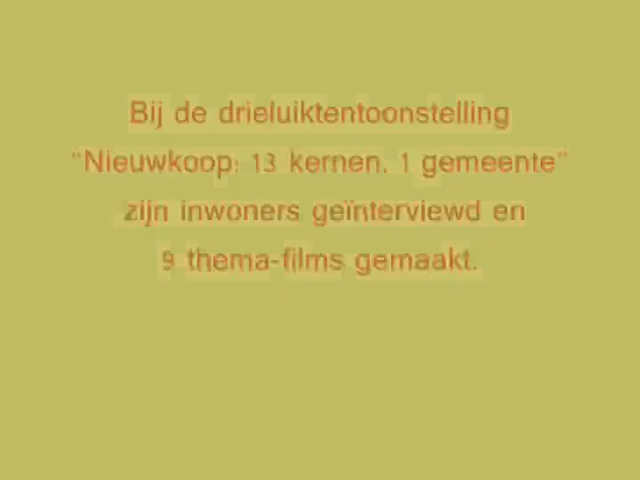 Bij de drieluiktentoonstelling
"Nieuwkoop: 13 kernen, 1 gemeente"
zijn inwoners geïnterviewd en
9 thema-films gemaakt.